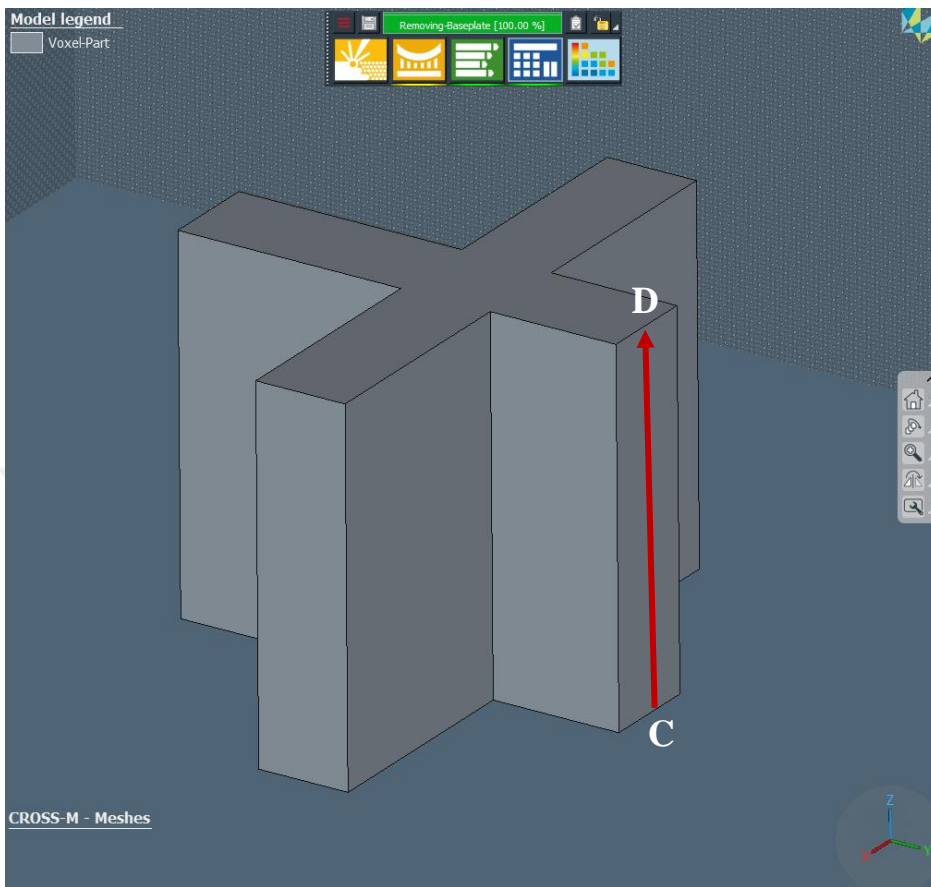 Model legend
Voxel-Part
Removing-Baseplate [100.00 %]
D
C
CROSS-M - Meshes
Z
X
Y